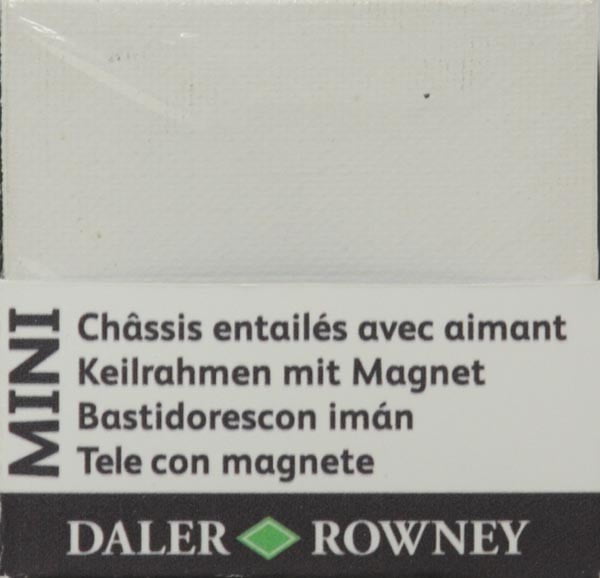 MINI
Châssis entailés avec aimant
Keilrahmen mit Magnet
Bastidorescon imán
Tele con magnete
DALER ROWNEY